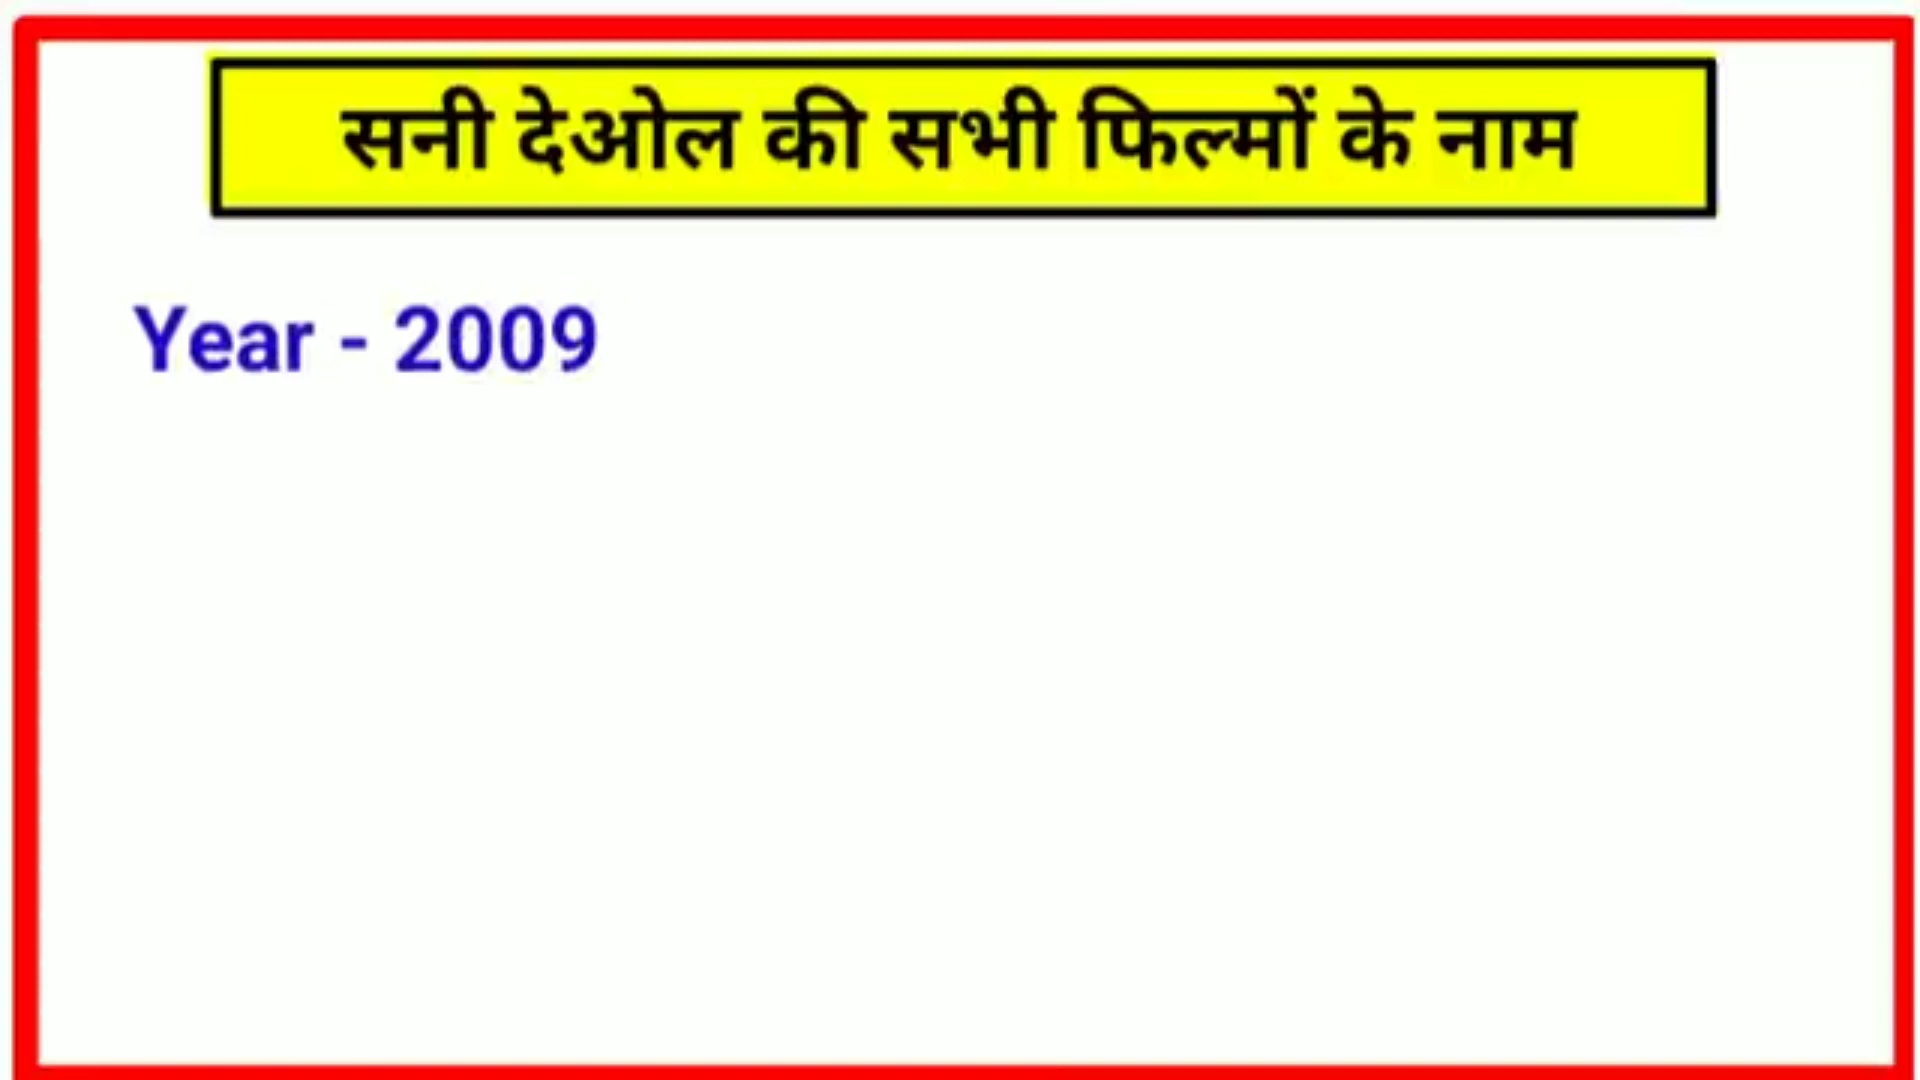 सनी देओल की सभी फिल्मों के नाम
Year - 2009